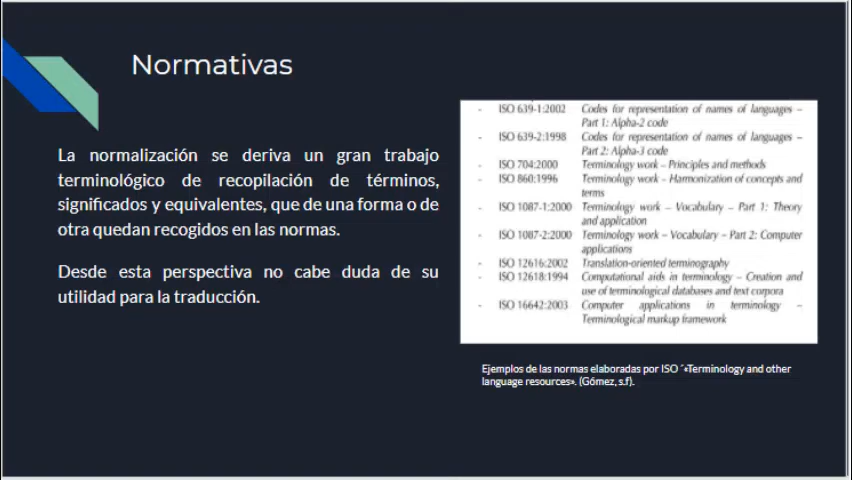 Normativas
La normalización se deriva un gran trabajo
terminológico de recopilación de términos,
significados y equivalentes, que de una forma o de
otra quedan recogidos en las normas.
Desde esta perspectiva no cabe duda de su
utilidad para la traducción.
- ISO 639-1:2002 Codes for representation of names of languages –
Part 1: Alpha-2 code
- ISO 639-2:1998 Codes for representation of names of languages –
Part 2: Alpha-3 code
- ISO 704:2000 Terminology work – Principles and methods
- ISO 860:1996 Terminology work – Harmonization of concepts and
terms
- ISO 1087-1:2000 Terminology work – Vocabulary – Part 1: Theory
and application
- ISO 1087-2:2000 Terminology work – Vocabulary – Part 2: Computer
applications
- ISO 12616:2002 Translation-oriented terminography
- ISO 12618:1994 Computational aids in terminology – Creation and
use of terminological databases and text corpora
- ISO 16642:2003 Computer applications in terminology –
Terminological markup framework
Ejemplos de las normas elaboradas por ISO ´«Terminology and other
language resources». (Gómez, s.f).